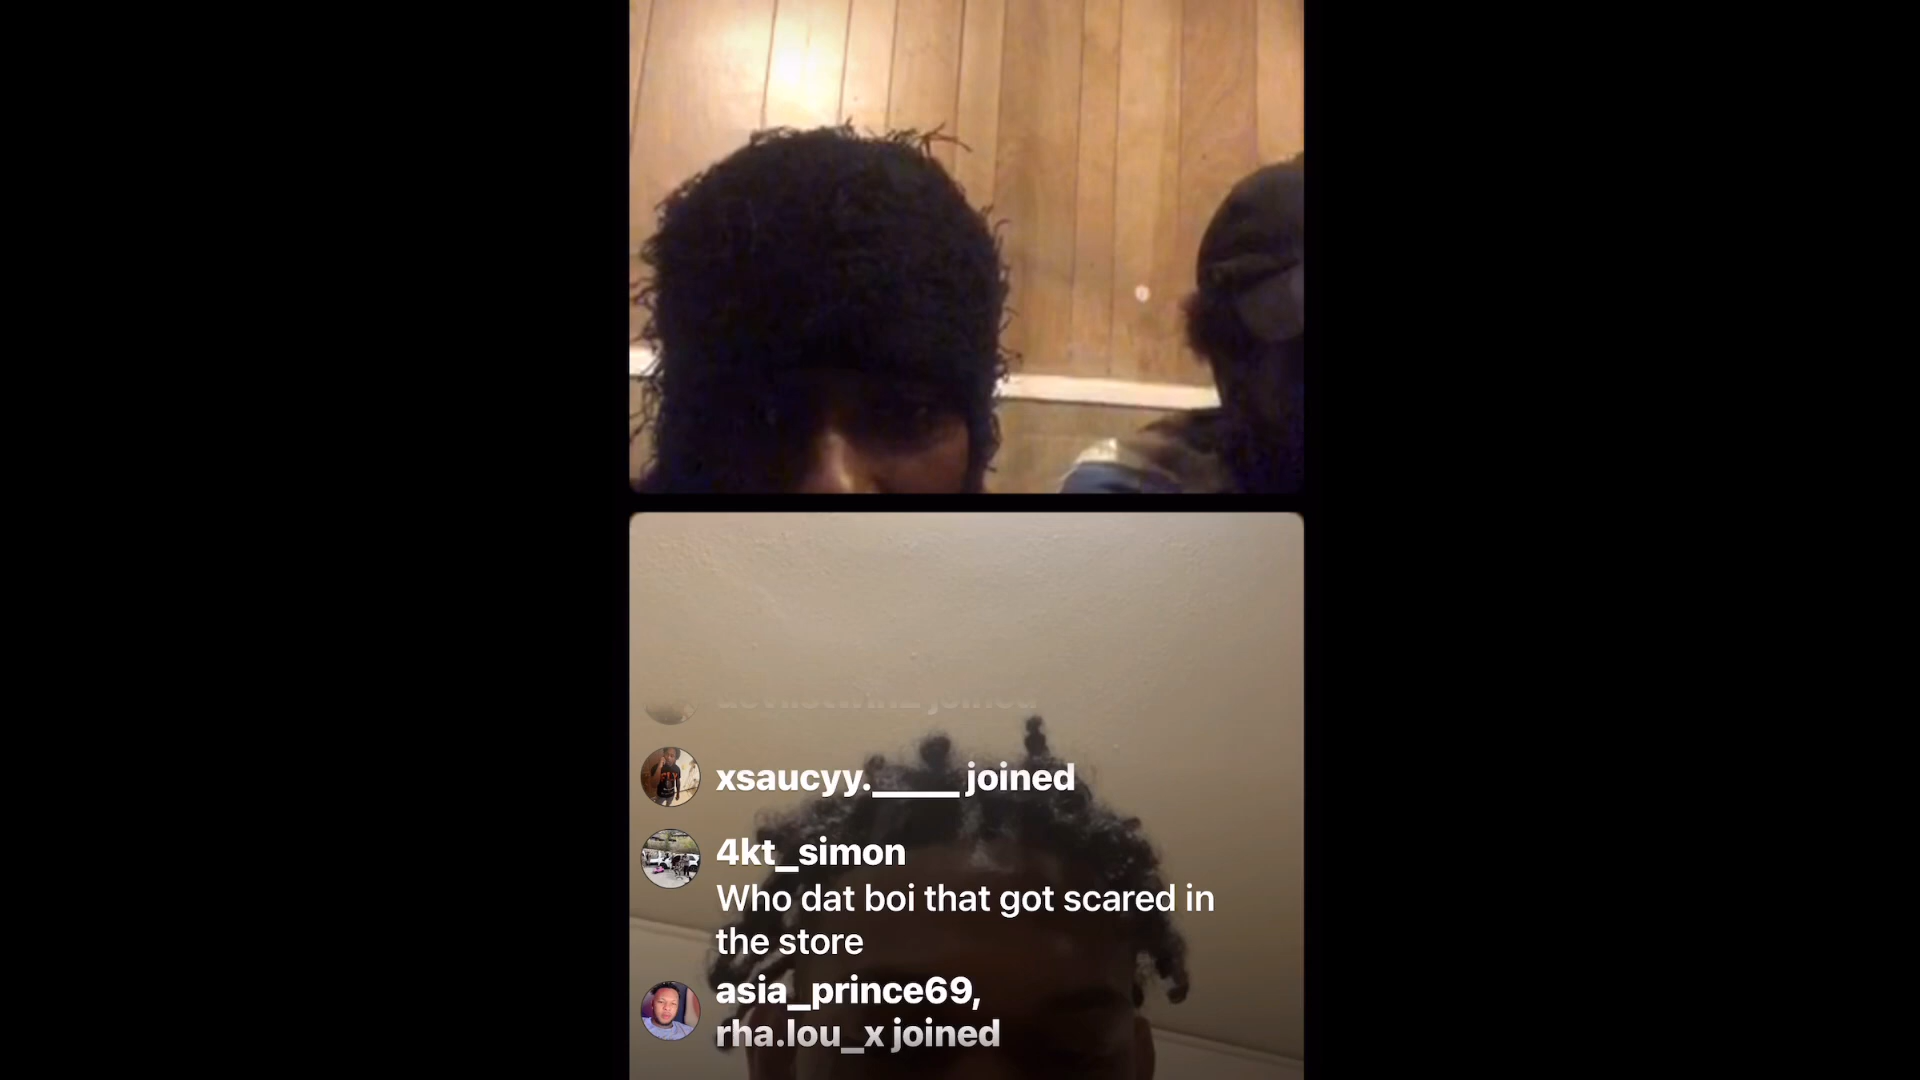 xsaucyy._____ joined
4kt_simon
Who dat boi that got scared in
the store
asia_prince69,
rha.lou_x joined